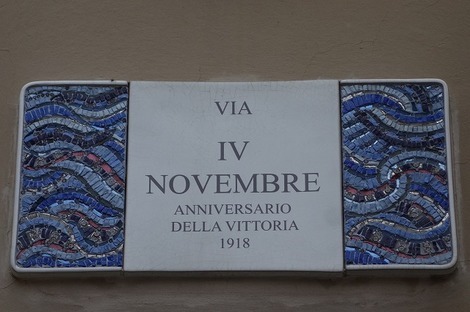 VIA
IV
NOVEMBRE
ANNIVERSARIO
DELLA VITTORIA
1918